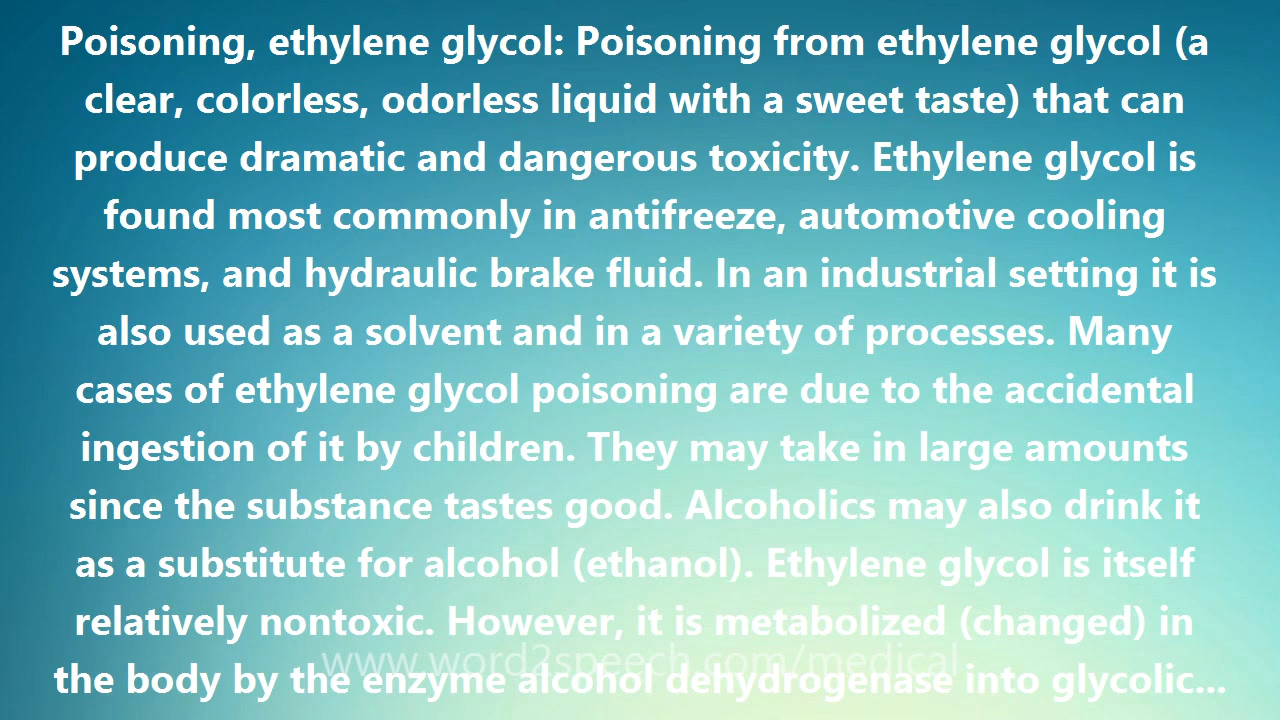 Poisoning, ethylene glycol: Poisoning from ethylene glycol (a
clear, colorless, odorless liquid with a sweet taste) that can
produce dramatic and dangerous toxicity. Ethylene glycol is
found most commonly in antifreeze, automotive cooling
systems, and hydraulic brake fluid. In an industrial setting it is
also used as a solvent and in a variety of processes. Many
cases of ethylene glycol poisoning are due to the accidental
ingestion of it by children. They may take in large amounts
since the substance tastes good. Alcoholics may also drink it
as a substitute for alcohol (ethanol). Ethylene glycol is itself
relatively nontoxic. However, it is metabolized (changed) in
www.word2speech.com/medical
the body by the enzyme alcohol dehydrogenase into glycolic...